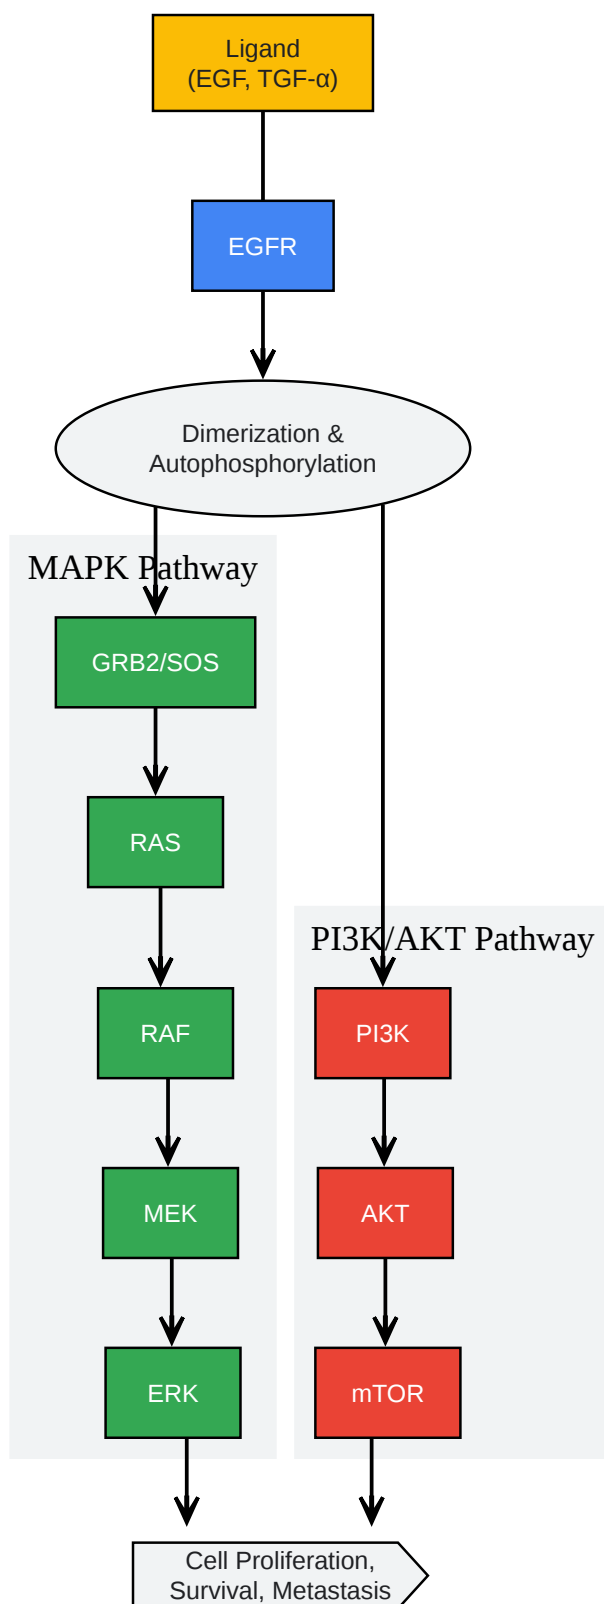 Ligand
(EGF, TGF-α)
EGFR
Dimerization &
Autophosphorylation
MAPK Pathway
GRB2/SOS
RAS
RAF
MEK
ERK
PI3K/AKT Pathway
PI3K
AKT
mTOR
Cell Proliferation,
Survival, Metastasis